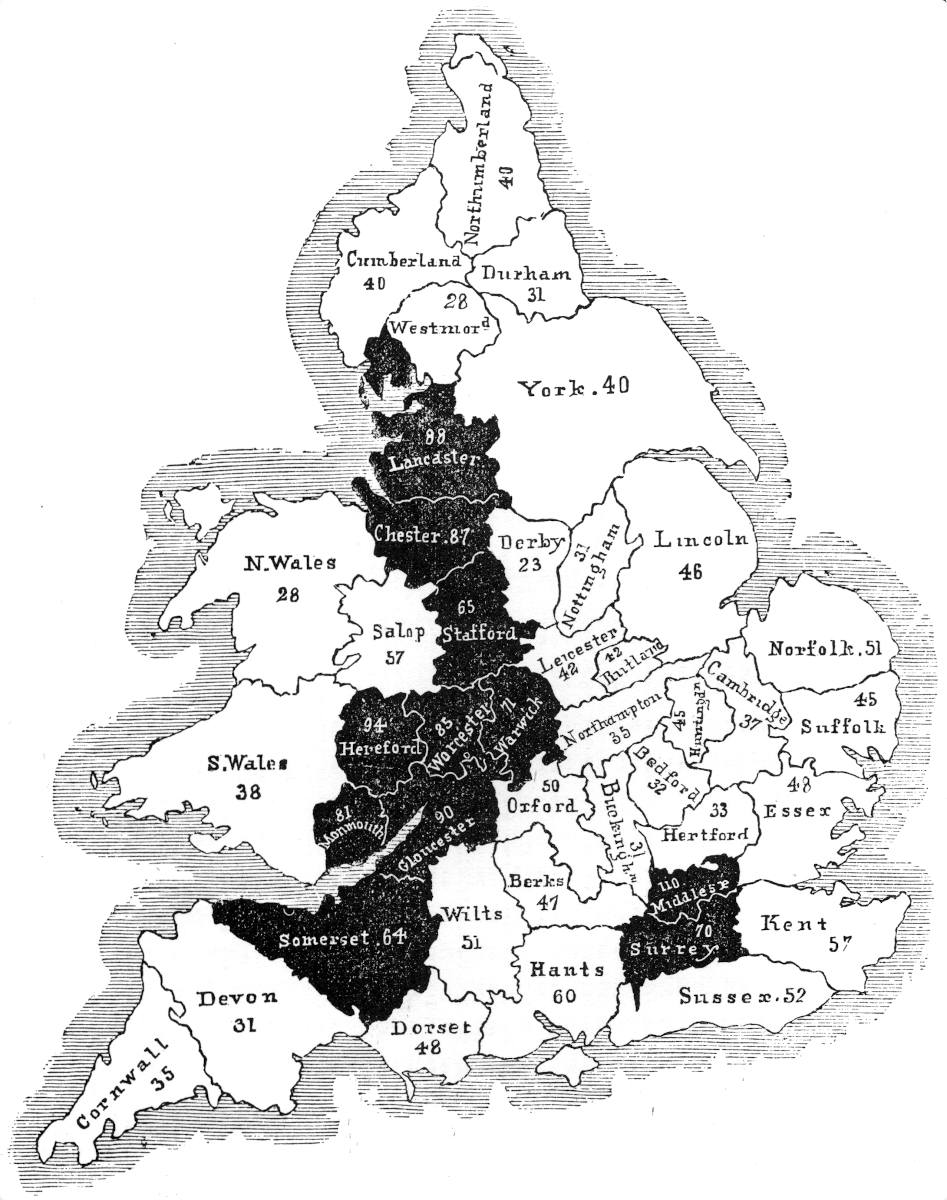 Northumberland
40
Cumberland
40
Durham
31
28
Westmorᵈ
York.40
88
Lancaster
Chester.87
Derby
23
31
Nottingham
Lincoln
46
N.Wales
28
Salop
57
65
Stafford
Leicester
42
42
Rutland
Norfolk.51
Cambridge
37
45
Suffolk
94
Hereford
85
Worcester
71
Warwick
Northampton
35
45
Huntingdn
S.Wales
38
50
Oxford
Bedford
32
48
Essex
Buckinghm
31
33
Hertford
81
Monmouth
90
Gloucester
110
Middlesx
Berks
47
Wilts
51
Somerset.64
70
Surrey
Kent
57
Hants
60
Sussex.52
Devon
31
Dorset
48
Cornwall
35